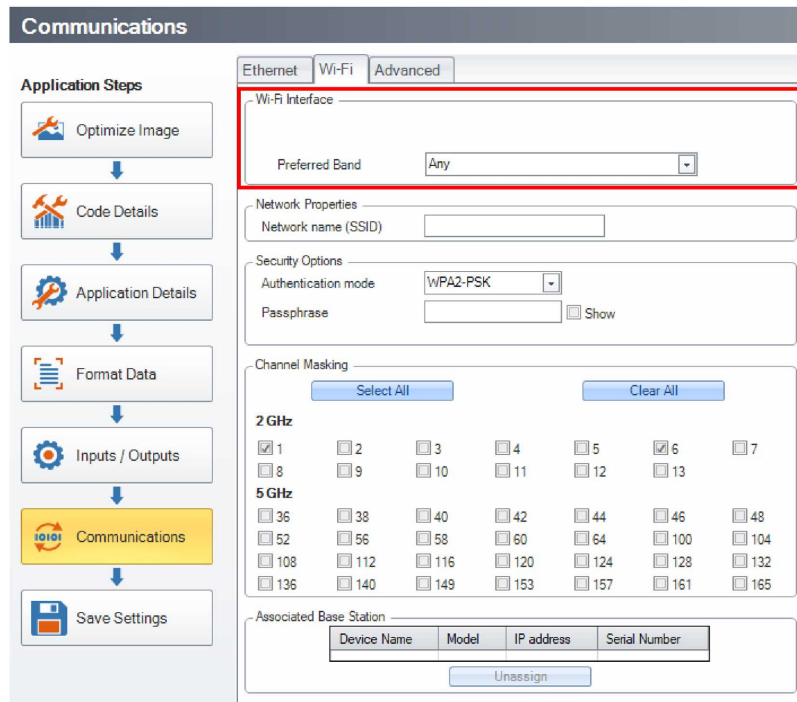 Communications
Application Steps
Optimize Image
Code Details
Application Details
Format Data
Inputs / Outputs
Communications
Save Settings
Ethernet Wi-Fi Advanced
Wi-Fi Interface
Preferred Band Any
Network Properties
Network name (SSID)
Security Options
Authentication mode WPA2-PSK
Passphrase Show
Channel Masking
Select All Clear All
2 GHz
1 2 3 4 5 6 7
8 9 10 11 12 13
5 GHz
36 38 40 42 44 46 48
52 56 58 60 64 100 104
108 112 116 120 124 128 132
136 140 149 153 157 161 165
Associated Base Station
Device Name Model IP address Serial Number
Unassign